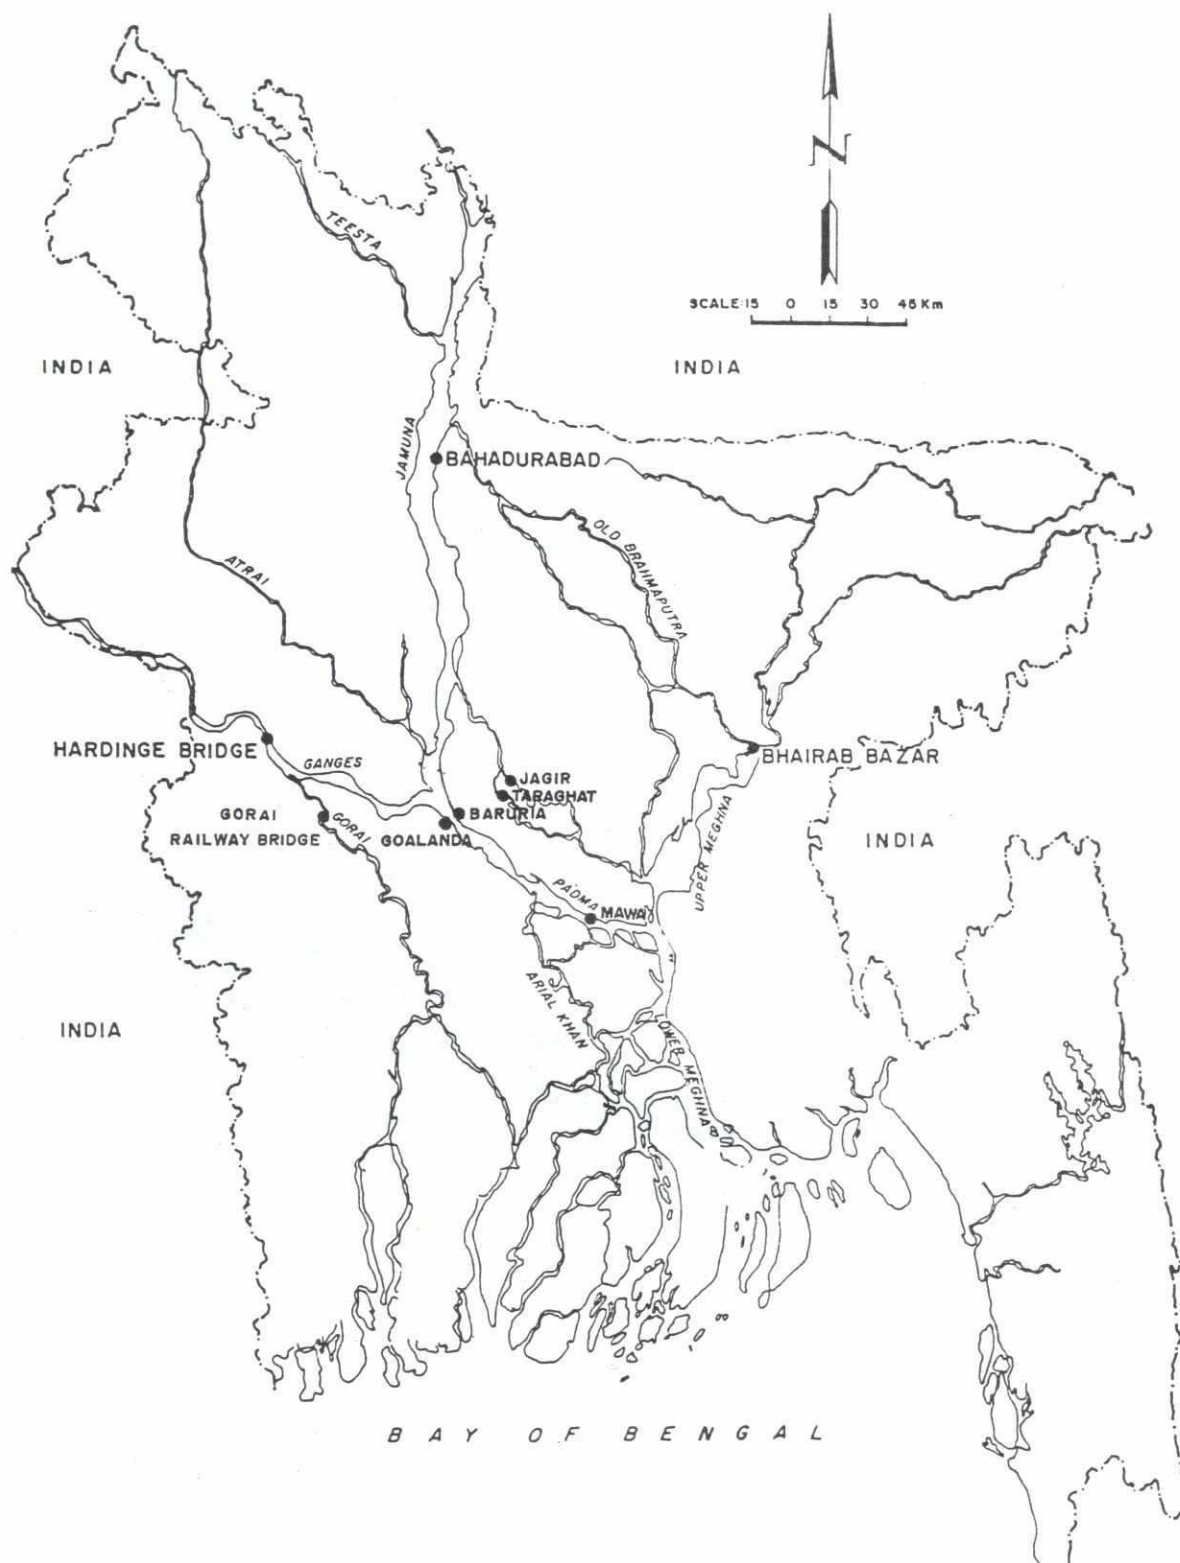 N
SCALE:15 0 15 30 45 Km
TEESTA
INDIA
INDIA
JAMUNA
BAHADURABAD
OLD BRAHMAPUTRA
ATRAI
HARDINGE BRIDGE
GANGES
BHAIRAB BAZAR
JAGIR
TARAGHAT
BARURIA
GORAI
RAILWAY BRIDGE
GORAI
GOALANDA
UPPER MEGHNA
INDIA
PADMA
MAWA
ARIAL KHAN
INDIA
LOWER MEGHNA
BAY OF BENGAL